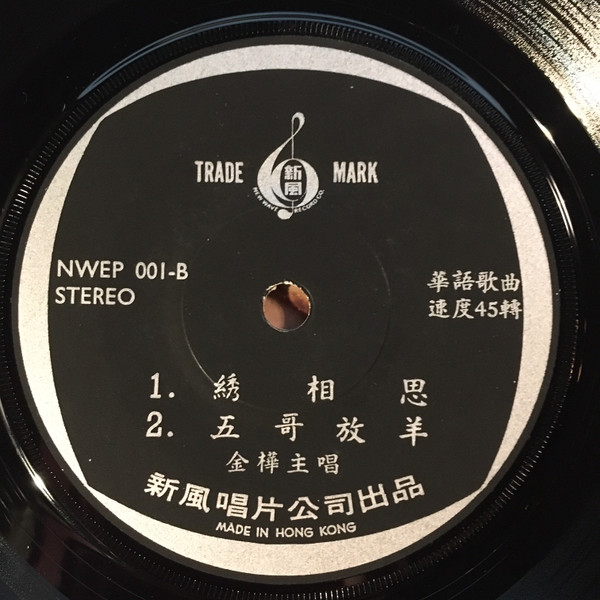 TRADE MARK
新風
NEW WAVE RECORD CO.
NWEP 001-B
STEREO
華語歌曲
速度45轉
1. 綉相思
2. 五哥放羊
金樺主唱
新風唱片公司出品
MADE IN HONG KONG